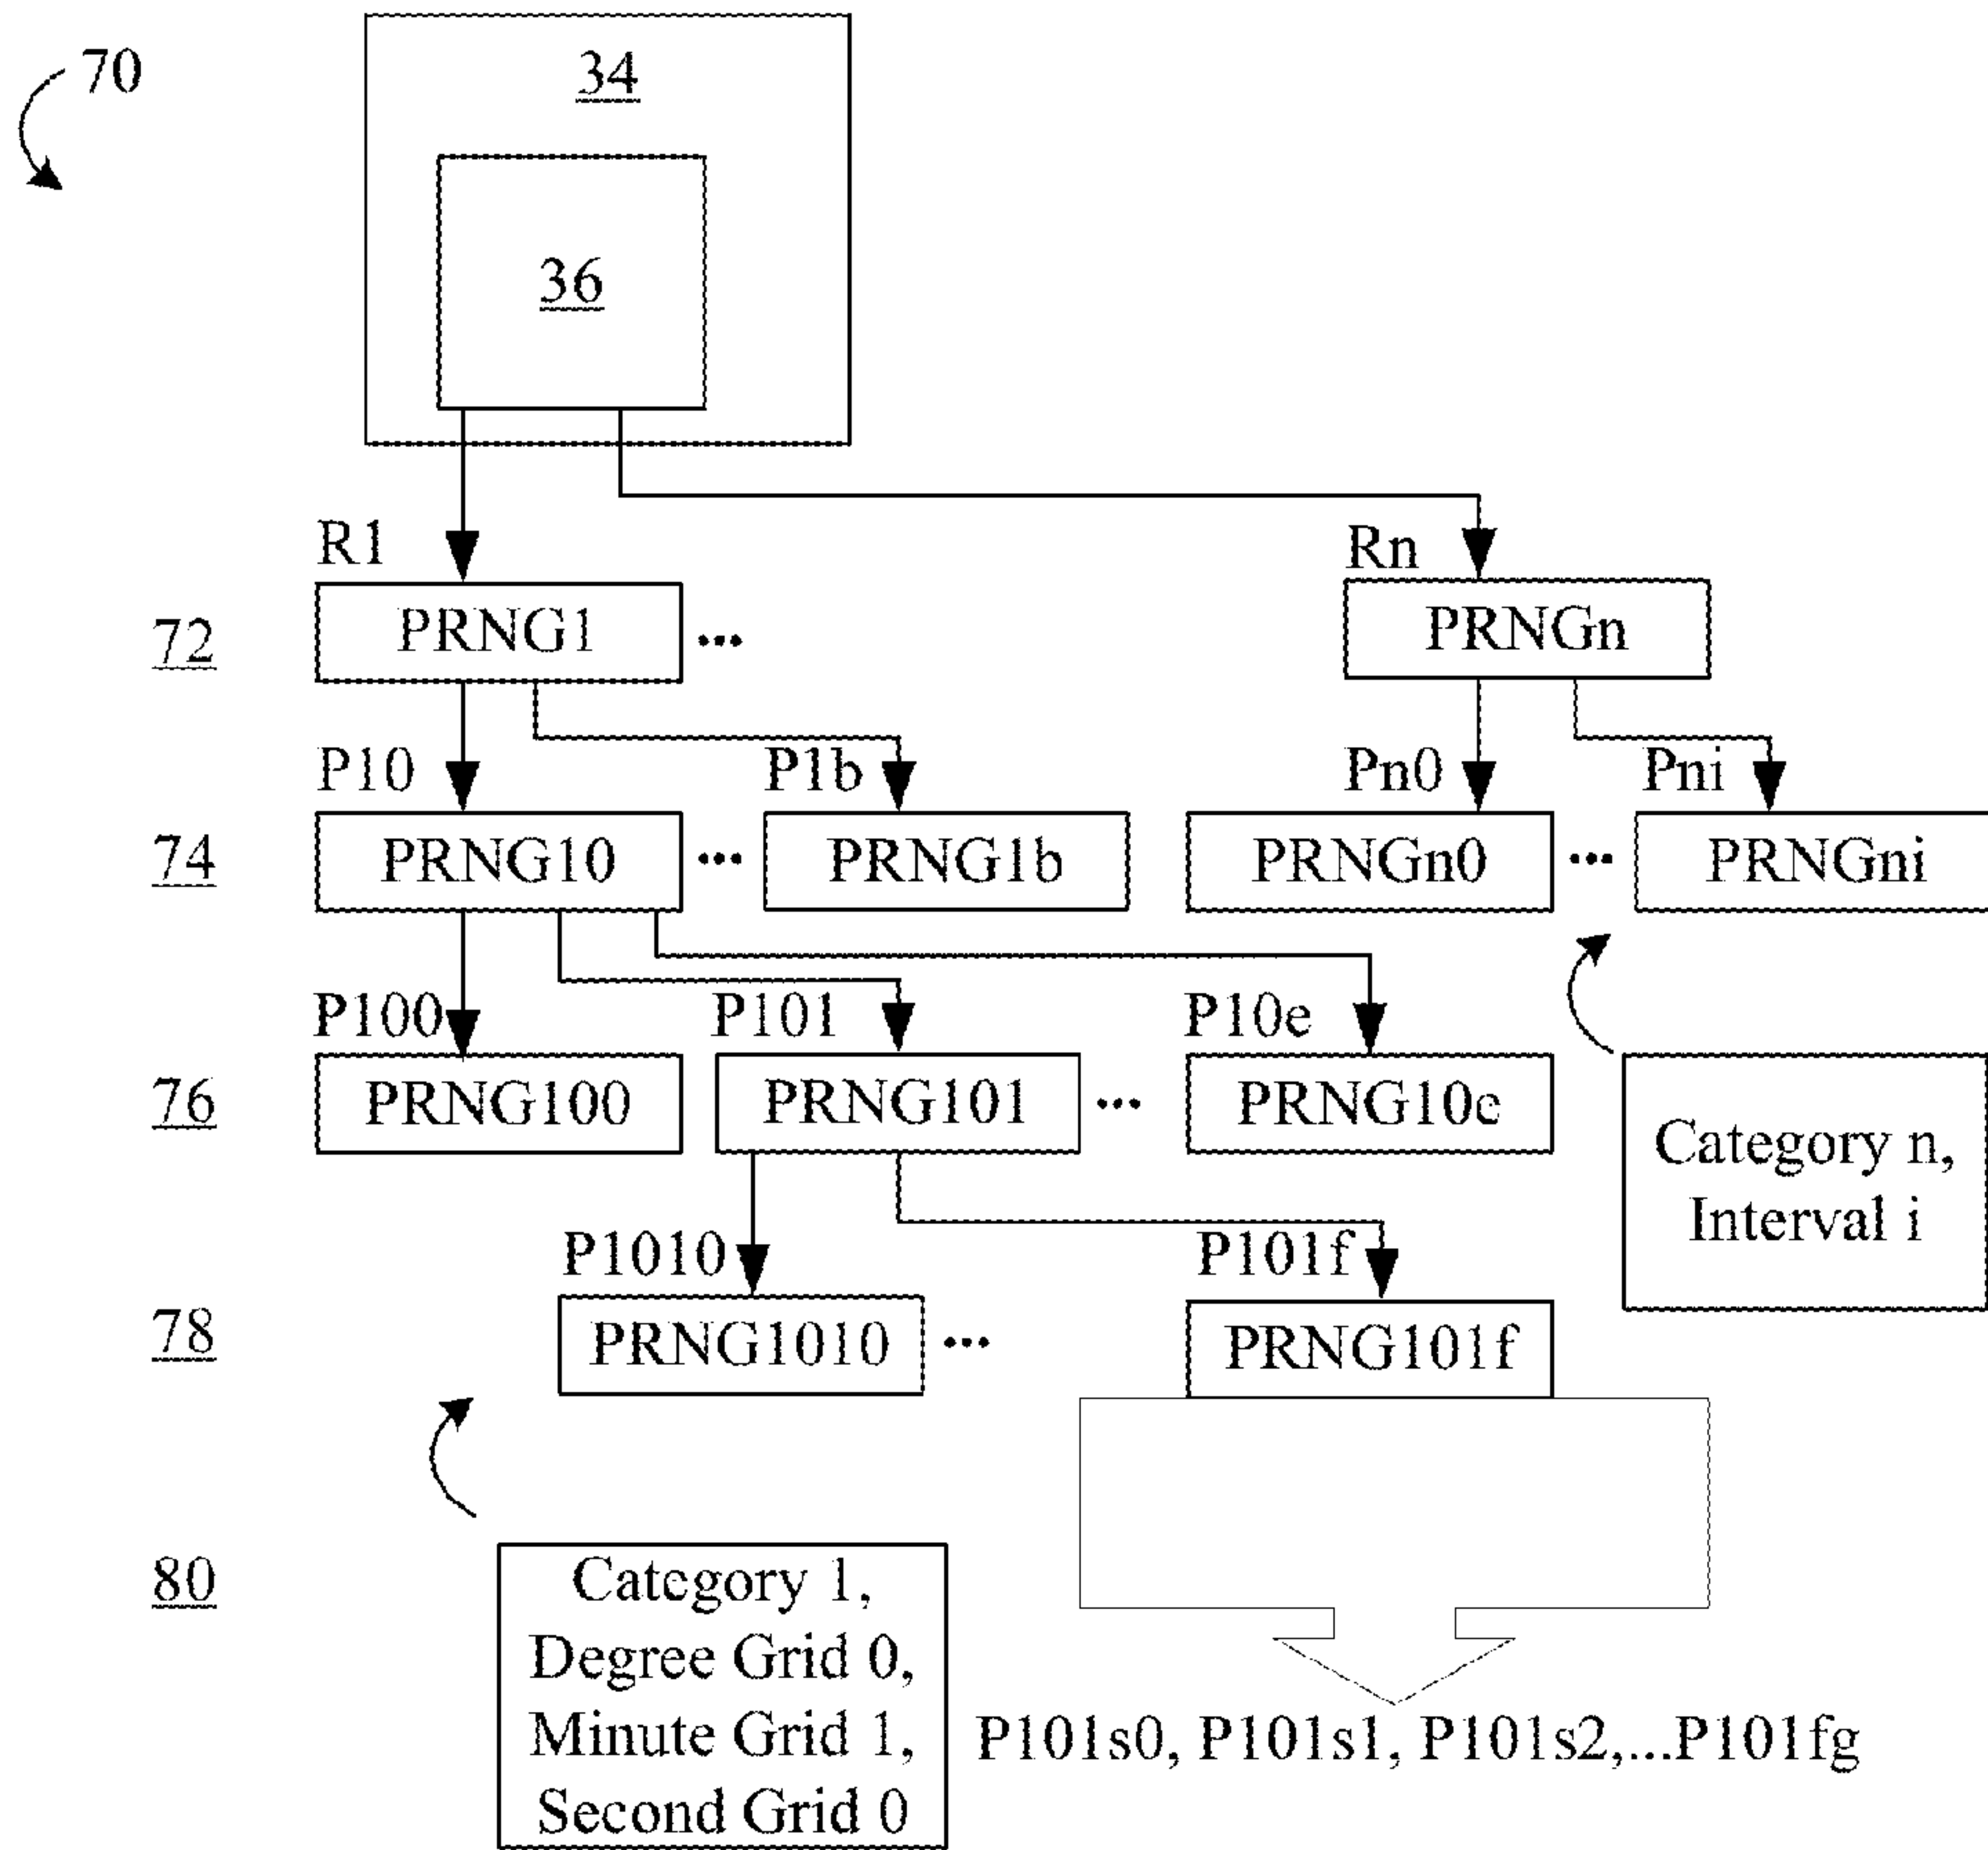 70
34
36
R1
Rn
72
PRNG1
...
PRNGn
P10
P1b
Pn0
Pni
74
PRNG10
...
PRNG1b
PRNGn0
...
PRNGni
P100
P101
P10e
76
PRNG100
PRNG101
...
PRNG10e
Category n,
Interval i
P1010
P101f
78
PRNG1010
...
PRNG101f
80
Category 1,
Degree Grid 0,
Minute Grid 1,
Second Grid 0
P101s0, P101s1, P101s2,...P101fg